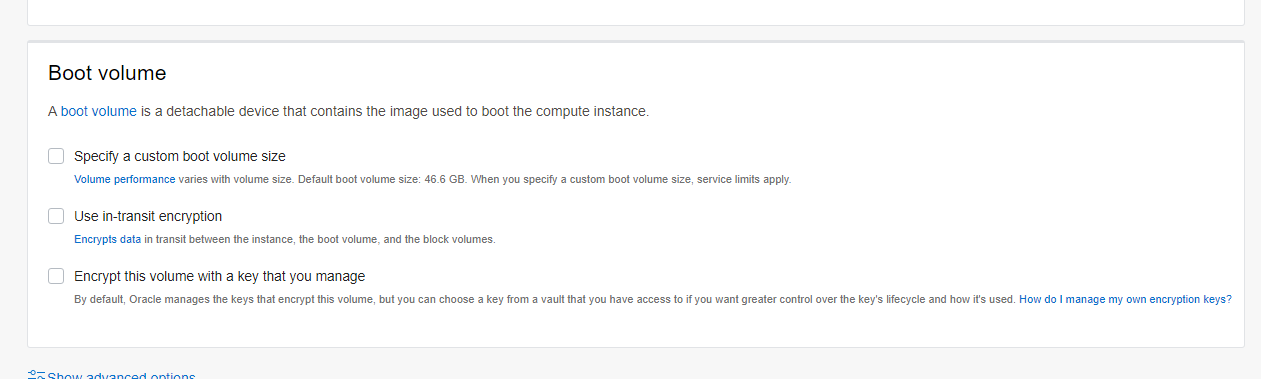 Boot volume
A boot volume is a detachable device that contains the image used to boot the compute instance.
Specify a custom boot volume size
Volume performance varies with volume size. Default boot volume size: 46.6 GB. When you specify a custom boot volume size, service limits apply.
Use in-transit encryption
Encrypts data in transit between the instance, the boot volume, and the block volumes.
Encrypt this volume with a key that you manage
By default, Oracle manages the keys that encrypt this volume, but you can choose a key from a vault that you have access to if you want greater control over the key's lifecycle and how it's used. How do I manage my own encryption keys?
Show advanced options